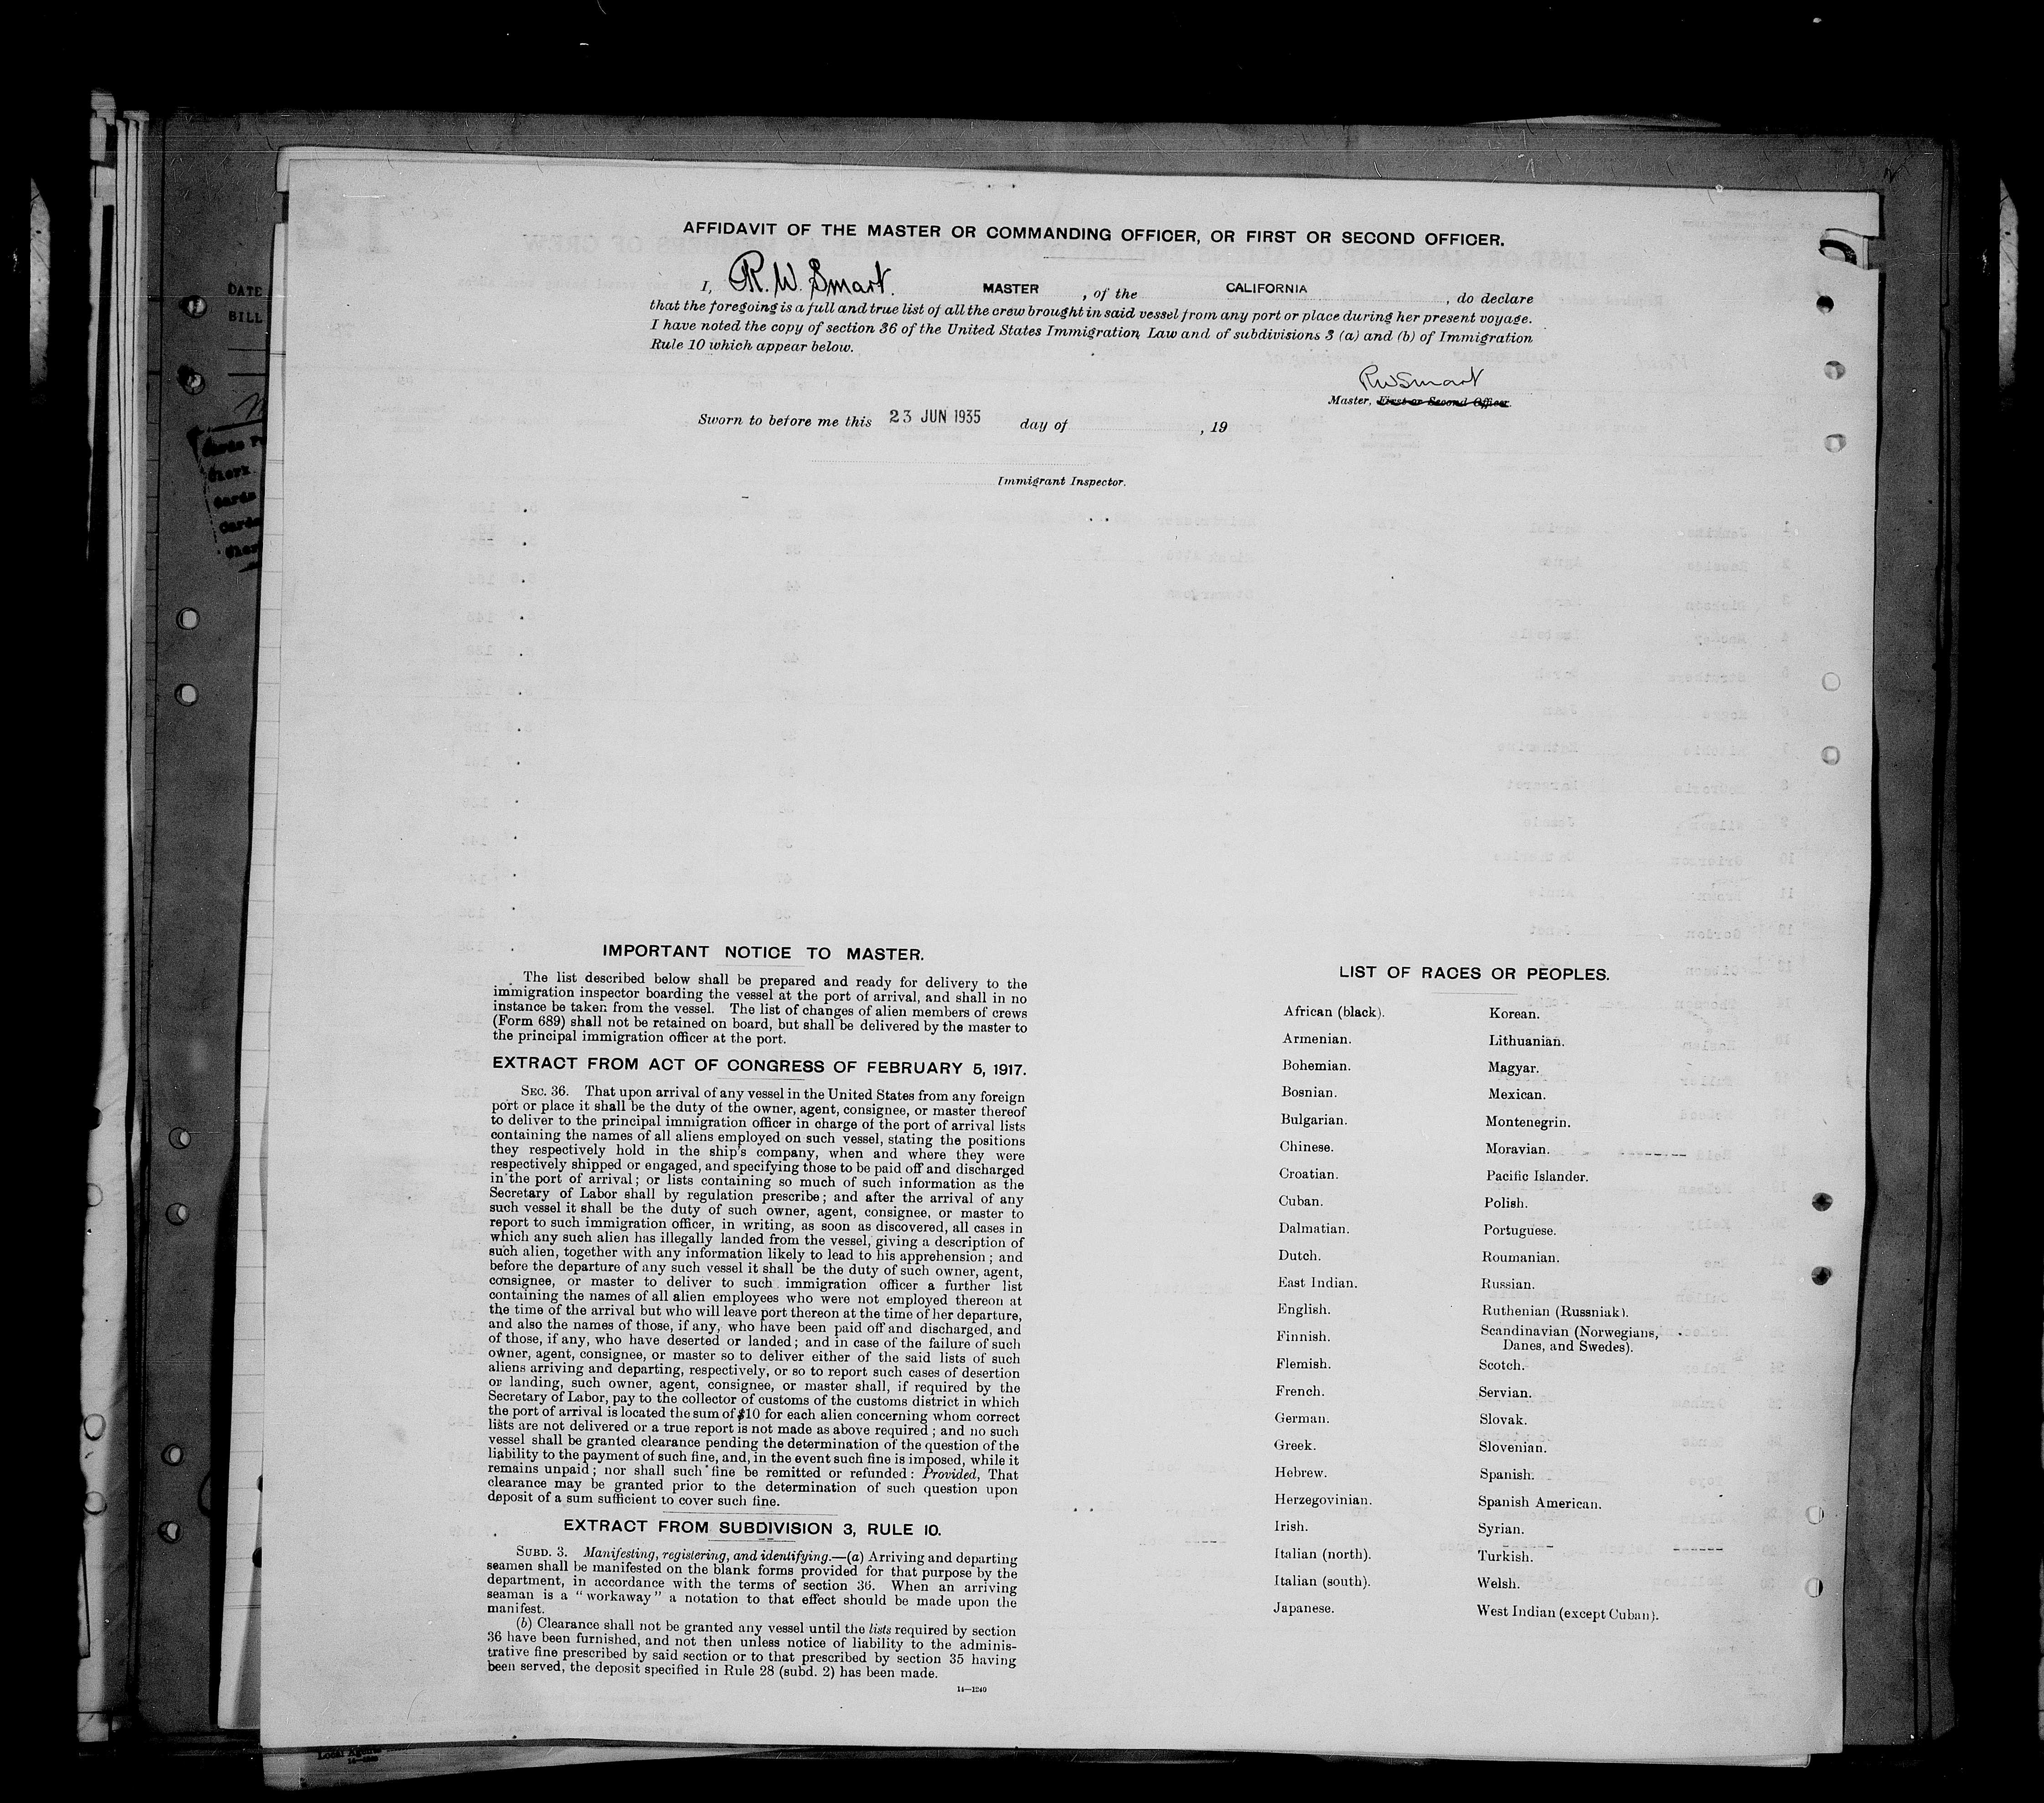 AFFIDAVIT OF THE MASTER OR COMMANDING OFFICER, OR FIRST OR SECOND OFFICER.
I, R. W. Smart. MASTER, of the CALIFORNIA, do declare
that the foregoing is a full and true list of all the crew brought in said vessel from any port or place during her present voyage.
I have noted the copy of section 36 of the United States Immigration Law and of subdivisions 3 (a) and (b) of Immigration
Rule 10 which appear below.
RWSmart
Master, First or Second Officer.
Sworn to before me this 23 JUN 1935 day of , 19
Immigrant Inspector.
DATE
BILL
IMPORTANT NOTICE TO MASTER.
The list described below shall be prepared and ready for delivery to the
immigration inspector boarding the vessel at the port of arrival, and shall in no
instance be taken from the vessel. The list of changes of alien members of crews
(Form 689) shall not be retained on board, but shall be delivered by the master to
the principal immigration officer at the port.
EXTRACT FROM ACT OF CONGRESS OF FEBRUARY 5, 1917.
SEC. 36. That upon arrival of any vessel in the United States from any foreign
port or place it shall be the duty of the owner, agent, consignee, or master thereof
to deliver to the principal immigration officer in charge of the port of arrival lists
containing the names of all aliens employed on such vessel, stating the positions
they respectively hold in the ship's company, when and where they were
respectively shipped or engaged, and specifying those to be paid off and discharged
in the port of arrival; or lists containing so much of such information as the
Secretary of Labor shall by regulation prescribe; and after the arrival of any
such vessel it shall be the duty of such owner, agent, consignee, or master to
report to such immigration officer, in writing, as soon as discovered, all cases in
which any such alien has illegally landed from the vessel, giving a description of
such alien, together with any information likely to lead to his apprehension; and
before the departure of any such vessel it shall be the duty of such owner, agent,
consignee, or master to deliver to such immigration officer a further list
containing the names of all alien employees who were not employed thereon at
the time of the arrival but who will leave port thereon at the time of her departure,
and also the names of those, if any, who have been paid off and discharged, and
of those, if any, who have deserted or landed; and in case of the failure of such
owner, agent, consignee, or master so to deliver either of the said lists of such
aliens arriving and departing, respectively, or so to report such cases of desertion
or landing, such owner, agent, consignee, or master shall, if required by the
Secretary of Labor, pay to the collector of customs of the customs district in which
the port of arrival is located the sum of $10 for each alien concerning whom correct
lists are not delivered or a true report is not made as above required; and no such
vessel shall be granted clearance pending the determination of the question of the
liability to the payment of such fine, and, in the event such fine is imposed, while it
remains unpaid; nor shall such fine be remitted or refunded: Provided, That
clearance may be granted prior to the determination of such question upon
deposit of a sum sufficient to cover such fine.
EXTRACT FROM SUBDIVISION 3, RULE 10.
SUBD. 3. Manifesting, registering, and identifying.—(a) Arriving and departing
seamen shall be manifested on the blank forms provided for that purpose by the
department, in accordance with the terms of section 36. When an arriving
seaman is a "workaway" a notation to that effect should be made upon the
manifest.
(b) Clearance shall not be granted any vessel until the lists required by section
36 have been furnished, and not then unless notice of liability to the adminis-
trative fine prescribed by said section or to that prescribed by section 35 having
been served, the deposit specified in Rule 28 (subd. 2) has been made.
14—1240
LIST OF RACES OR PEOPLES.
African (black).
Armenian.
Bohemian.
Bosnian.
Bulgarian.
Chinese.
Croatian.
Cuban.
Dalmatian.
Dutch.
East Indian.
English.
Finnish.
Flemish.
French.
German.
Greek.
Hebrew.
Herzegovinian.
Irish.
Italian (north).
Italian (south).
Japanese.
Korean.
Lithuanian.
Magyar.
Mexican.
Montenegrin.
Moravian.
Pacific Islander.
Polish.
Portuguese.
Roumanian.
Russian.
Ruthenian (Russniak).
Scandinavian (Norwegians,
Danes, and Swedes).
Scotch.
Servian.
Slovak.
Slovenian.
Spanish.
Spanish American.
Syrian.
Turkish.
Welsh.
West Indian (except Cuban).